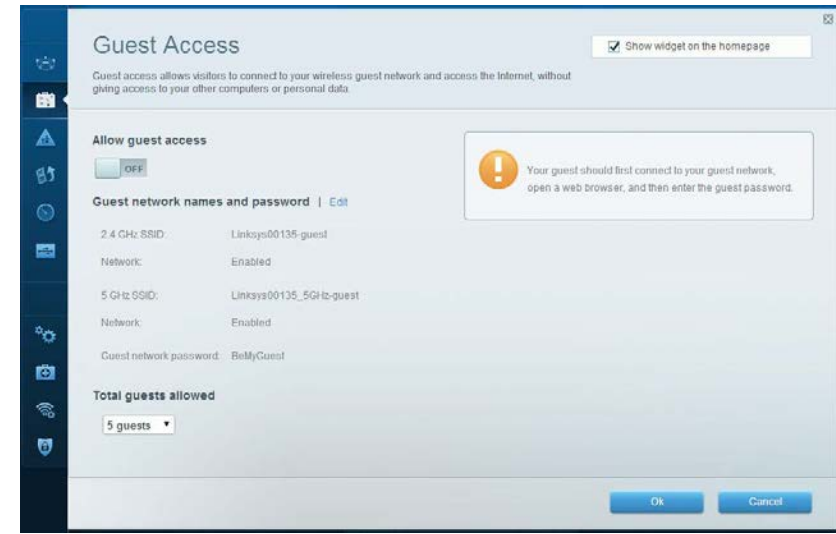 Guest Access
Show widget on the homepage
Guest access allows visitors to connect to your wireless guest network and access the Internet, without
giving access to your other computers or personal data.
Allow guest access
OFF
Your guest should first connect to your guest network,
open a web browser, and then enter the guest password.
Guest network names and password | Edit
2.4 GHz SSID: Linksys00135-guest
Network: Enabled
5 GHz SSID: Linksys00135_5GHz-guest
Network: Enabled
Guest network password: BeMyGuest
Total guests allowed
5 guests
Ok Cancel